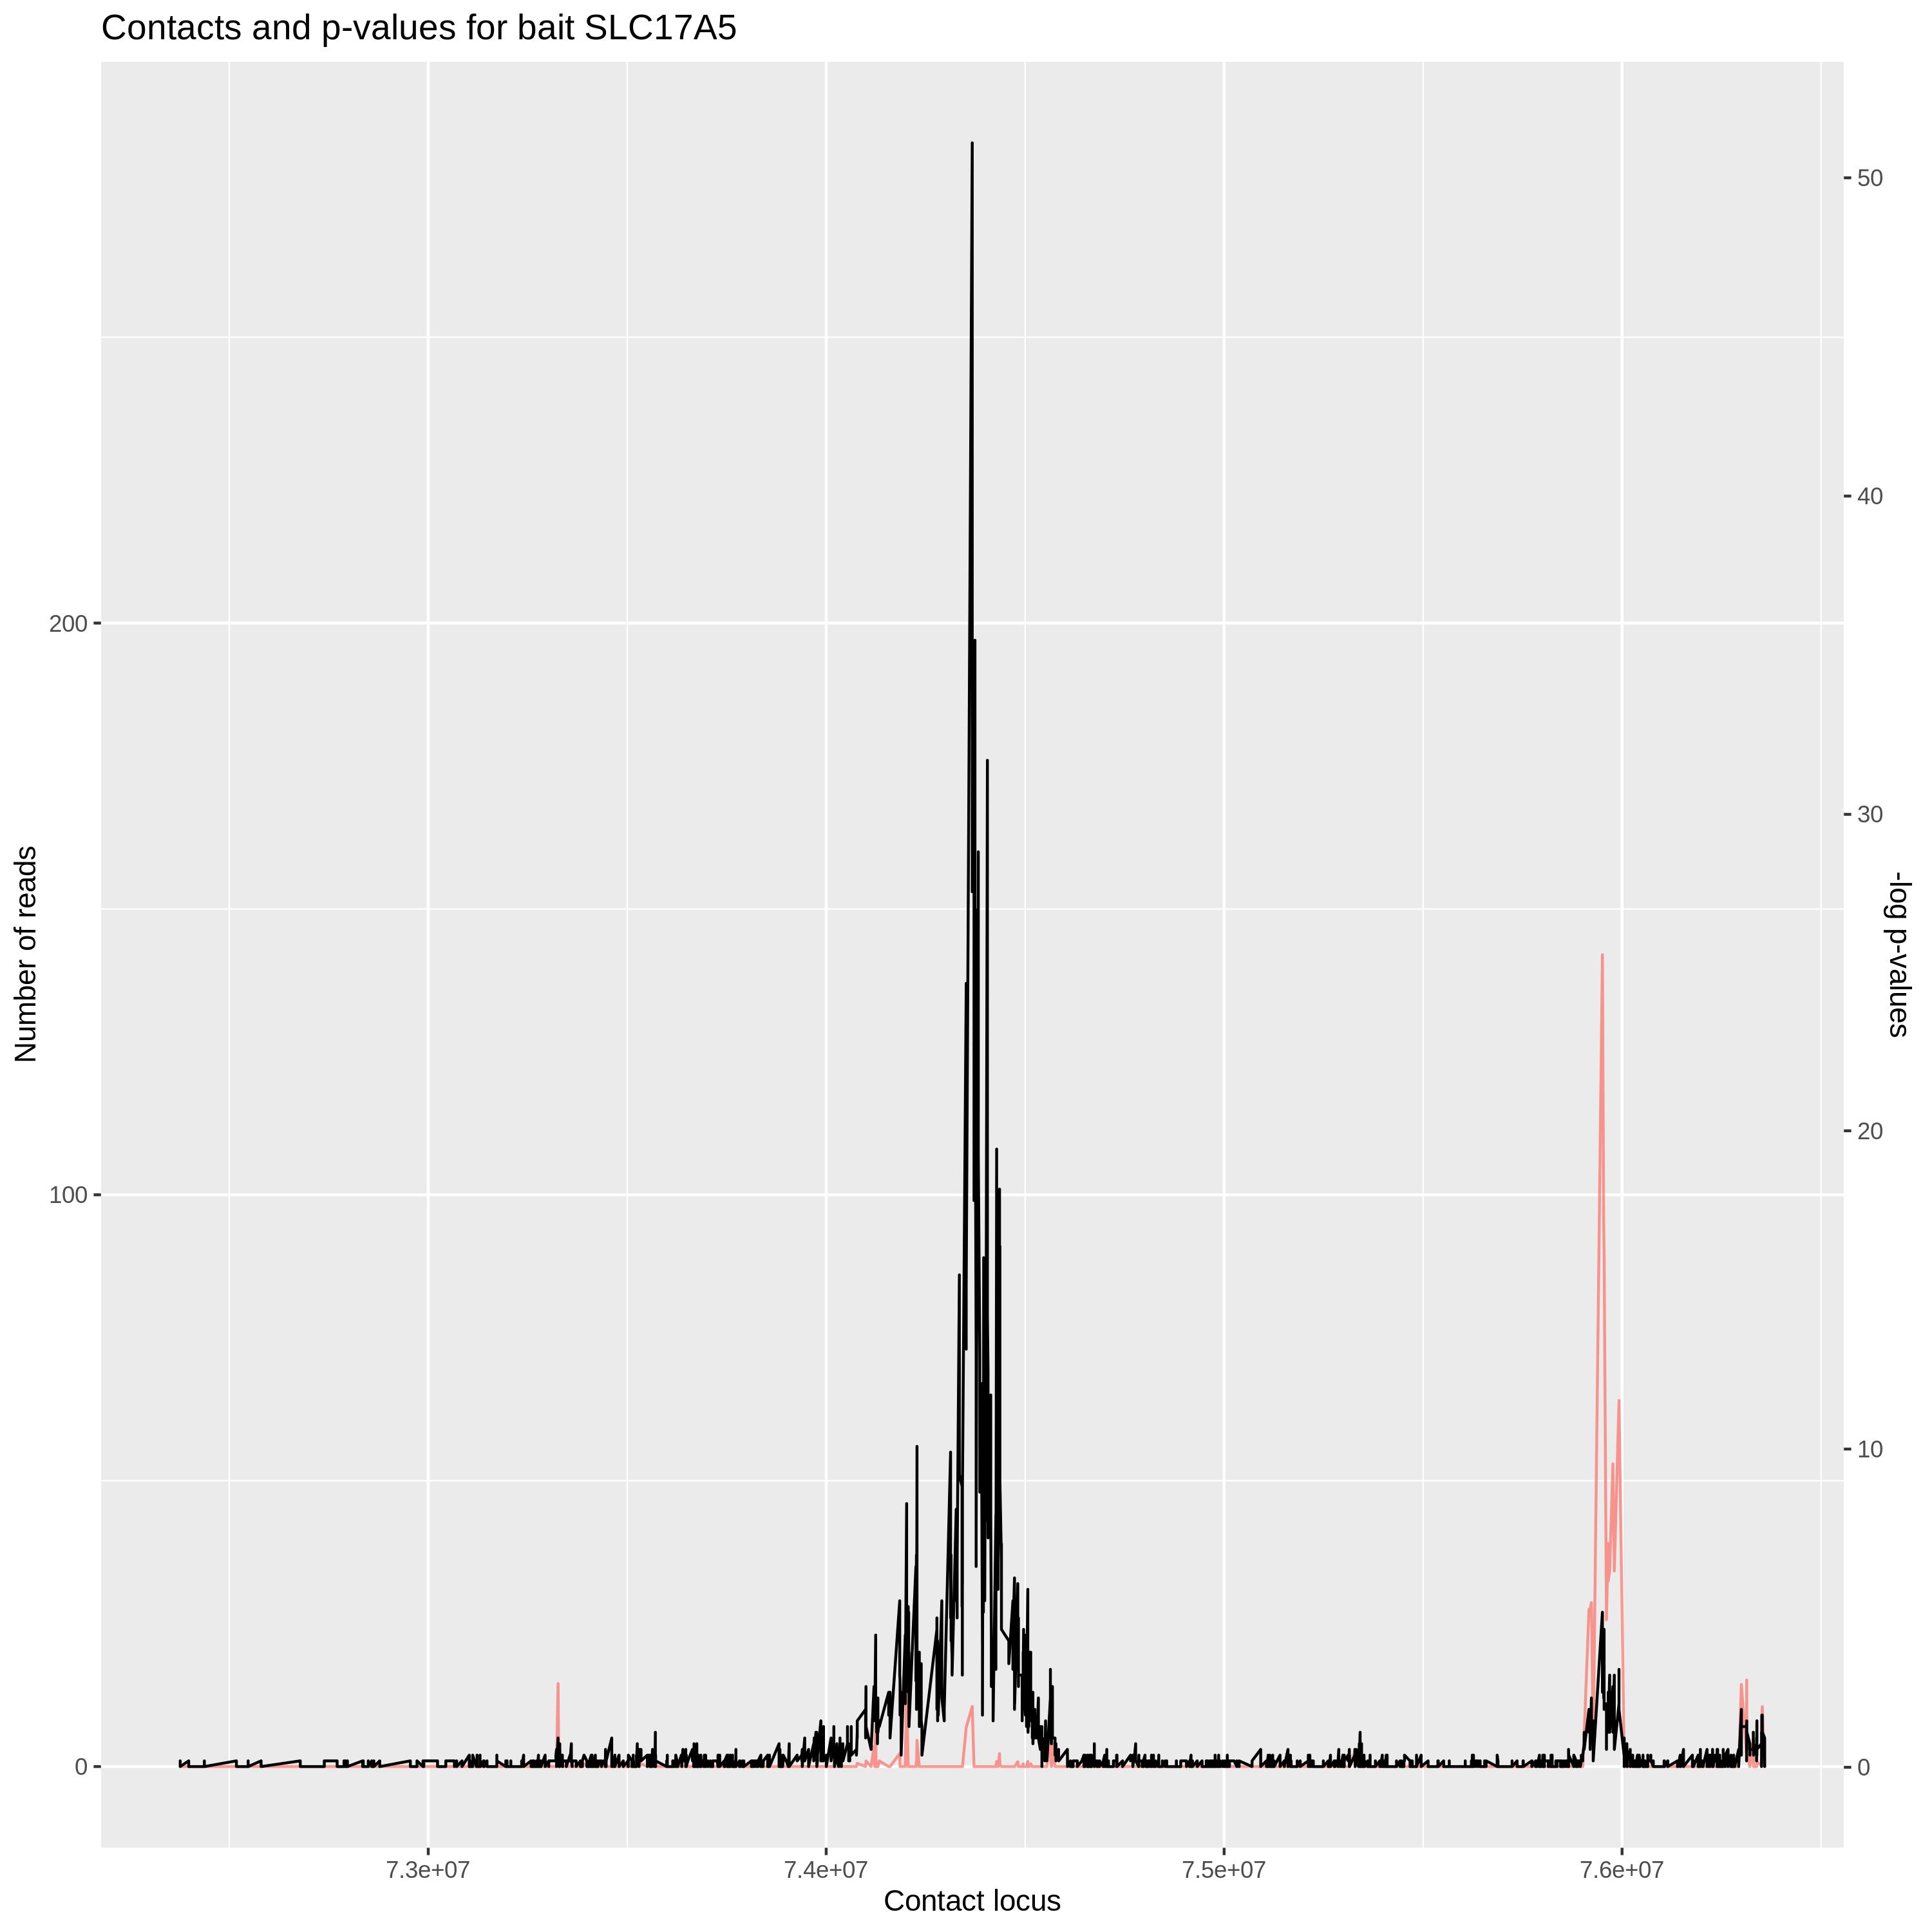 Contacts and p-values for bait SLC17A5
Number of reads
200
100
0
50
40
30
20
10
0
-log p-values
7.3e+07
7.4e+07
7.5e+07
7.6e+07
Contact locus